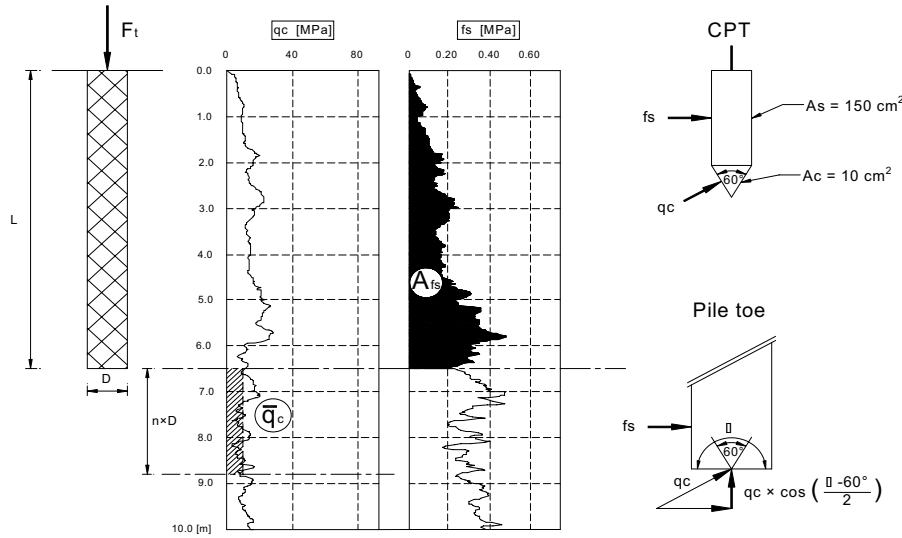 Ft
qc [MPa]
fs [MPa]
0
40
80
0
0.20
0.40
0.60
0.0
1.0
2.0
3.0
4.0
5.0
6.0
7.0
8.0
9.0
10.0 [m]
L
D
n×D
Afs
q̅c
CPT
fs
As = 150 cm²
60°
Ac = 10 cm²
qc
Pile toe
fs
▯
60°
qc
qc × cos (▯ -60° / 2)